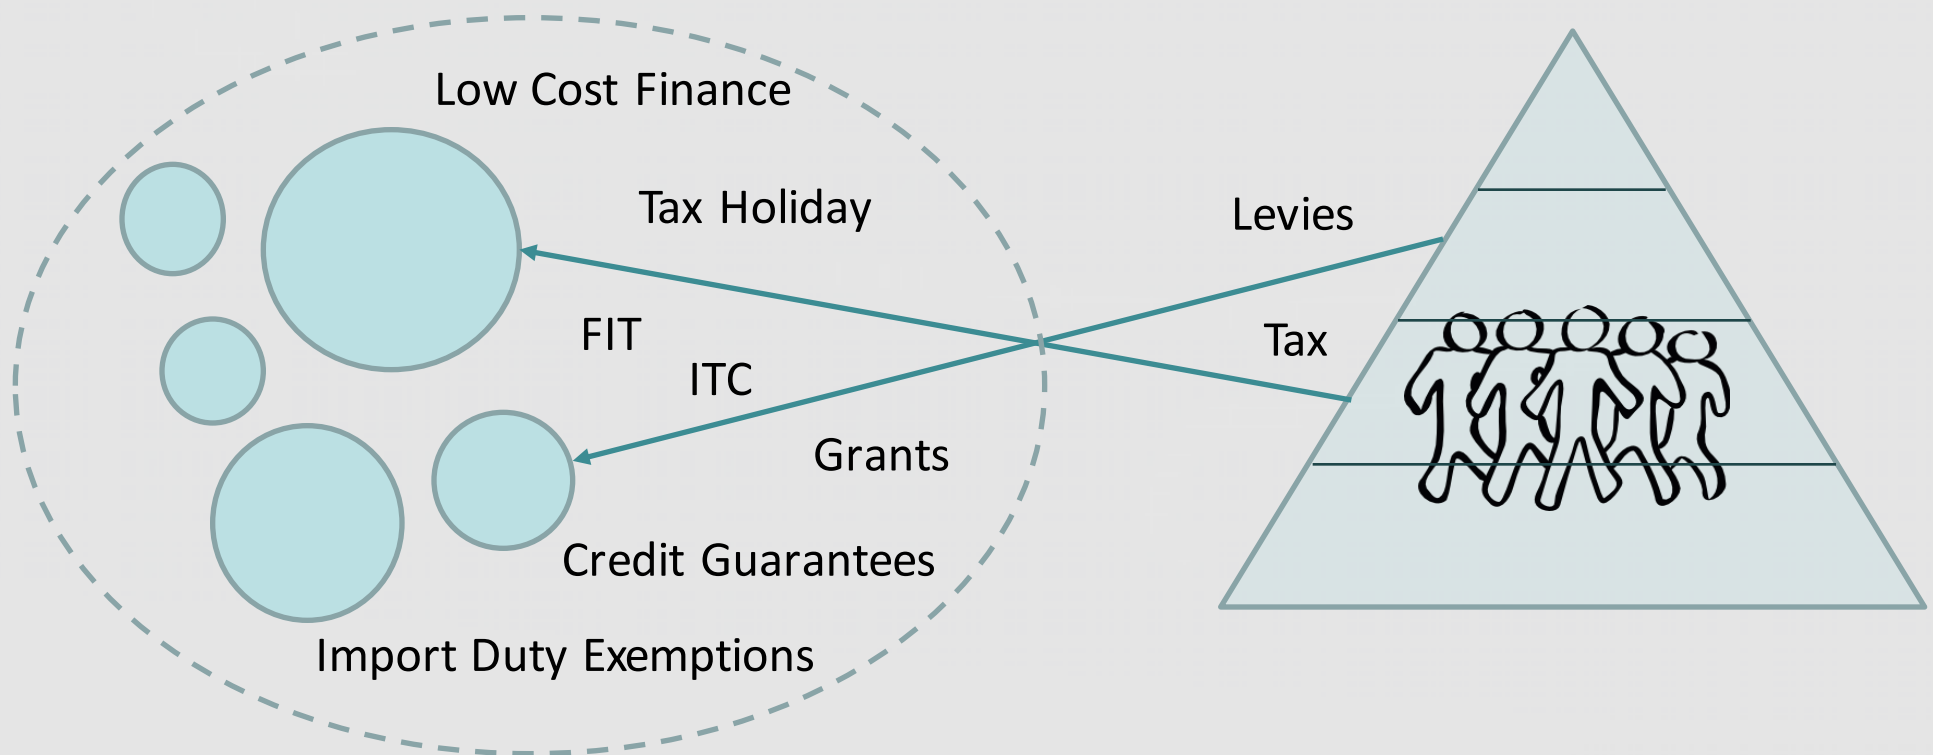 Low Cost Finance
Tax Holiday
Levies
FIT
Tax
ITC
Grants
Credit Guarantees
Import Duty Exemptions